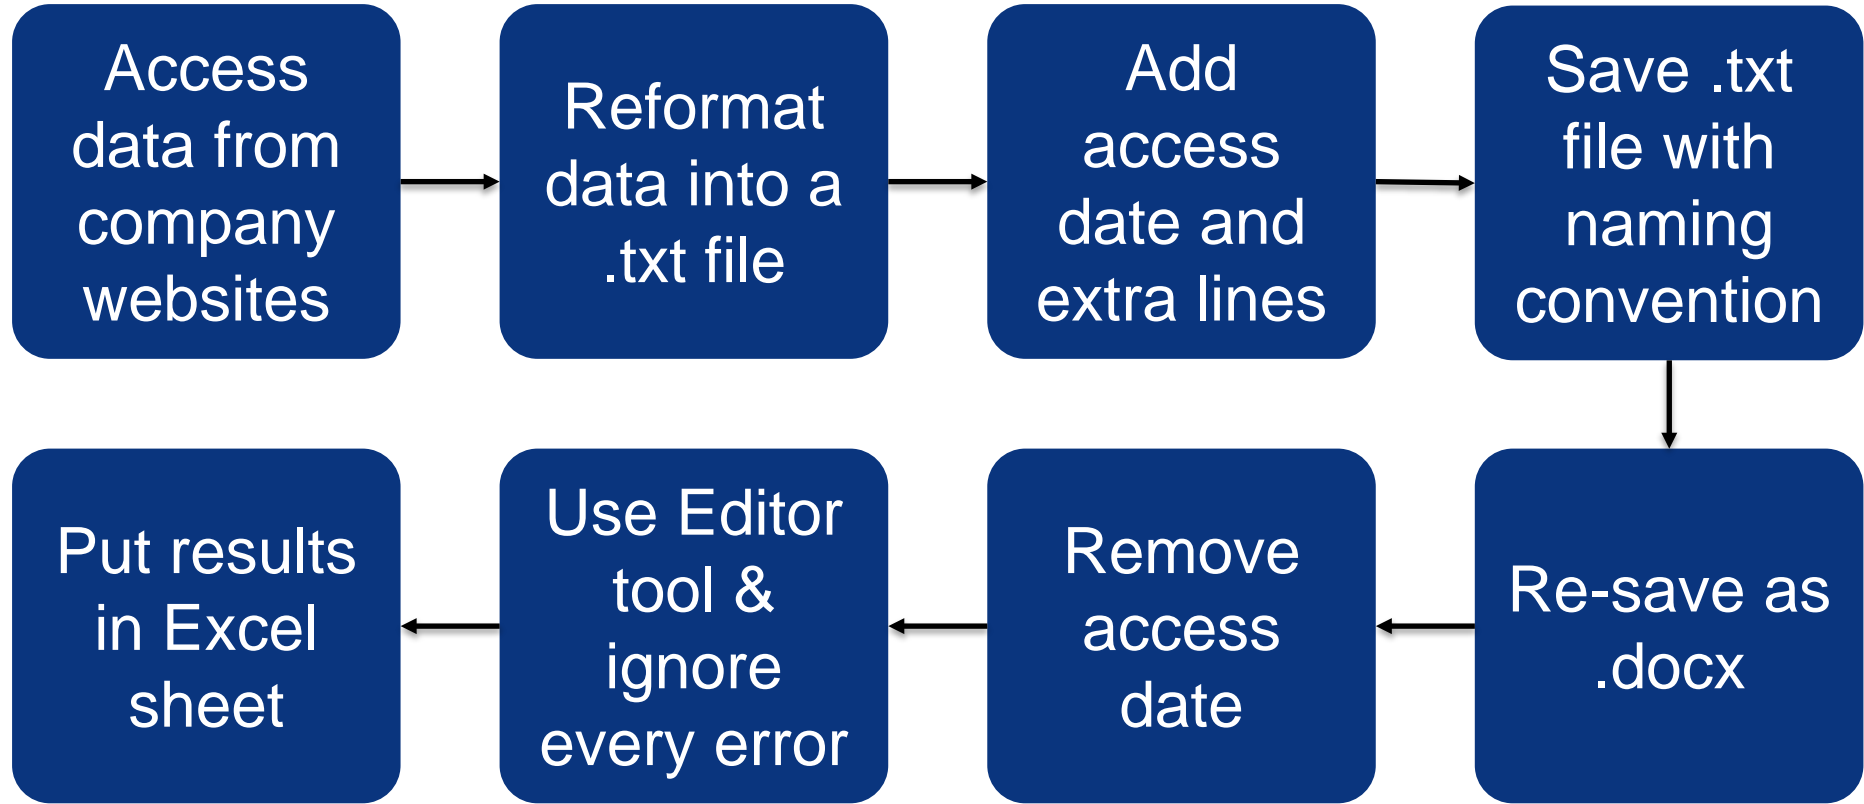 Access
data from
company
websites
Reformat
data into a
.txt file
Add
access
date and
extra lines
Save .txt
file with
naming
convention
Re-save as
.docx
Remove
access
date
Use Editor
tool &
ignore
every error
Put results
in Excel
sheet